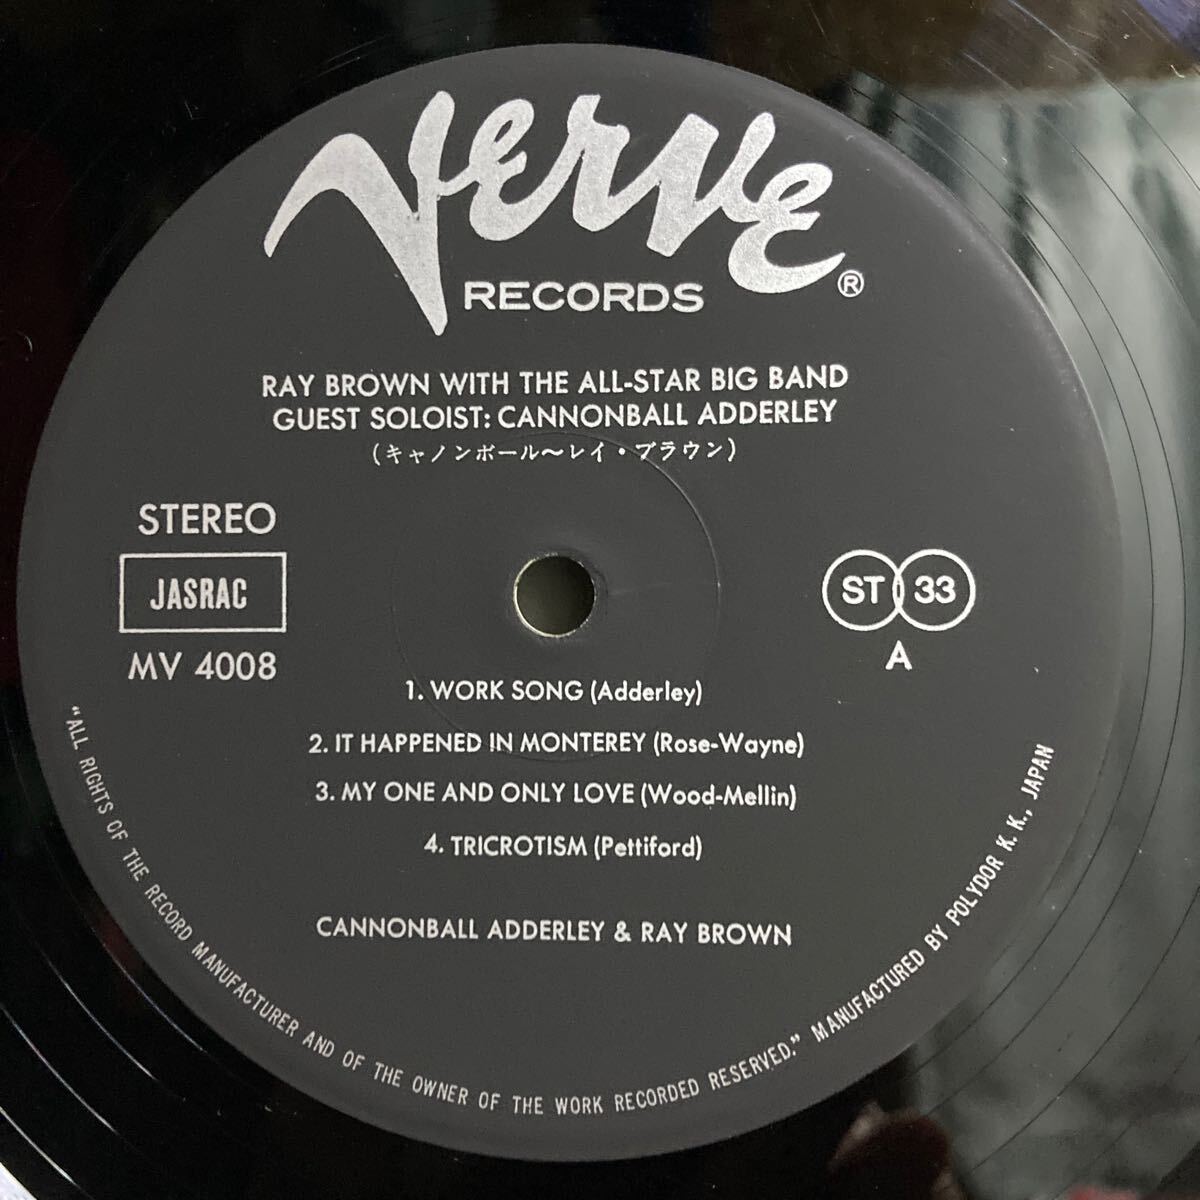 Verve
RECORDS ®
RAY BROWN WITH THE ALL-STAR BIG BAND
GUEST SOLOIST: CANNONBALL ADDERLEY
(キャノンボール〜レイ・ブラウン)
STEREO
JASRAC
MV 4008
ST 33
A
1. WORK SONG (Adderley)
2. IT HAPPENED IN MONTEREY (Rose-Wayne)
3. MY ONE AND ONLY LOVE (Wood-Mellin)
4. TRICROTISM (Pettiford)
CANNONBALL ADDERLEY & RAY BROWN
"ALL RIGHTS OF THE RECORD MANUFACTURER AND OF THE OWNER OF THE WORK RECORDED RESERVED." MANUFACTURED BY POLYDOR K. K., JAPAN